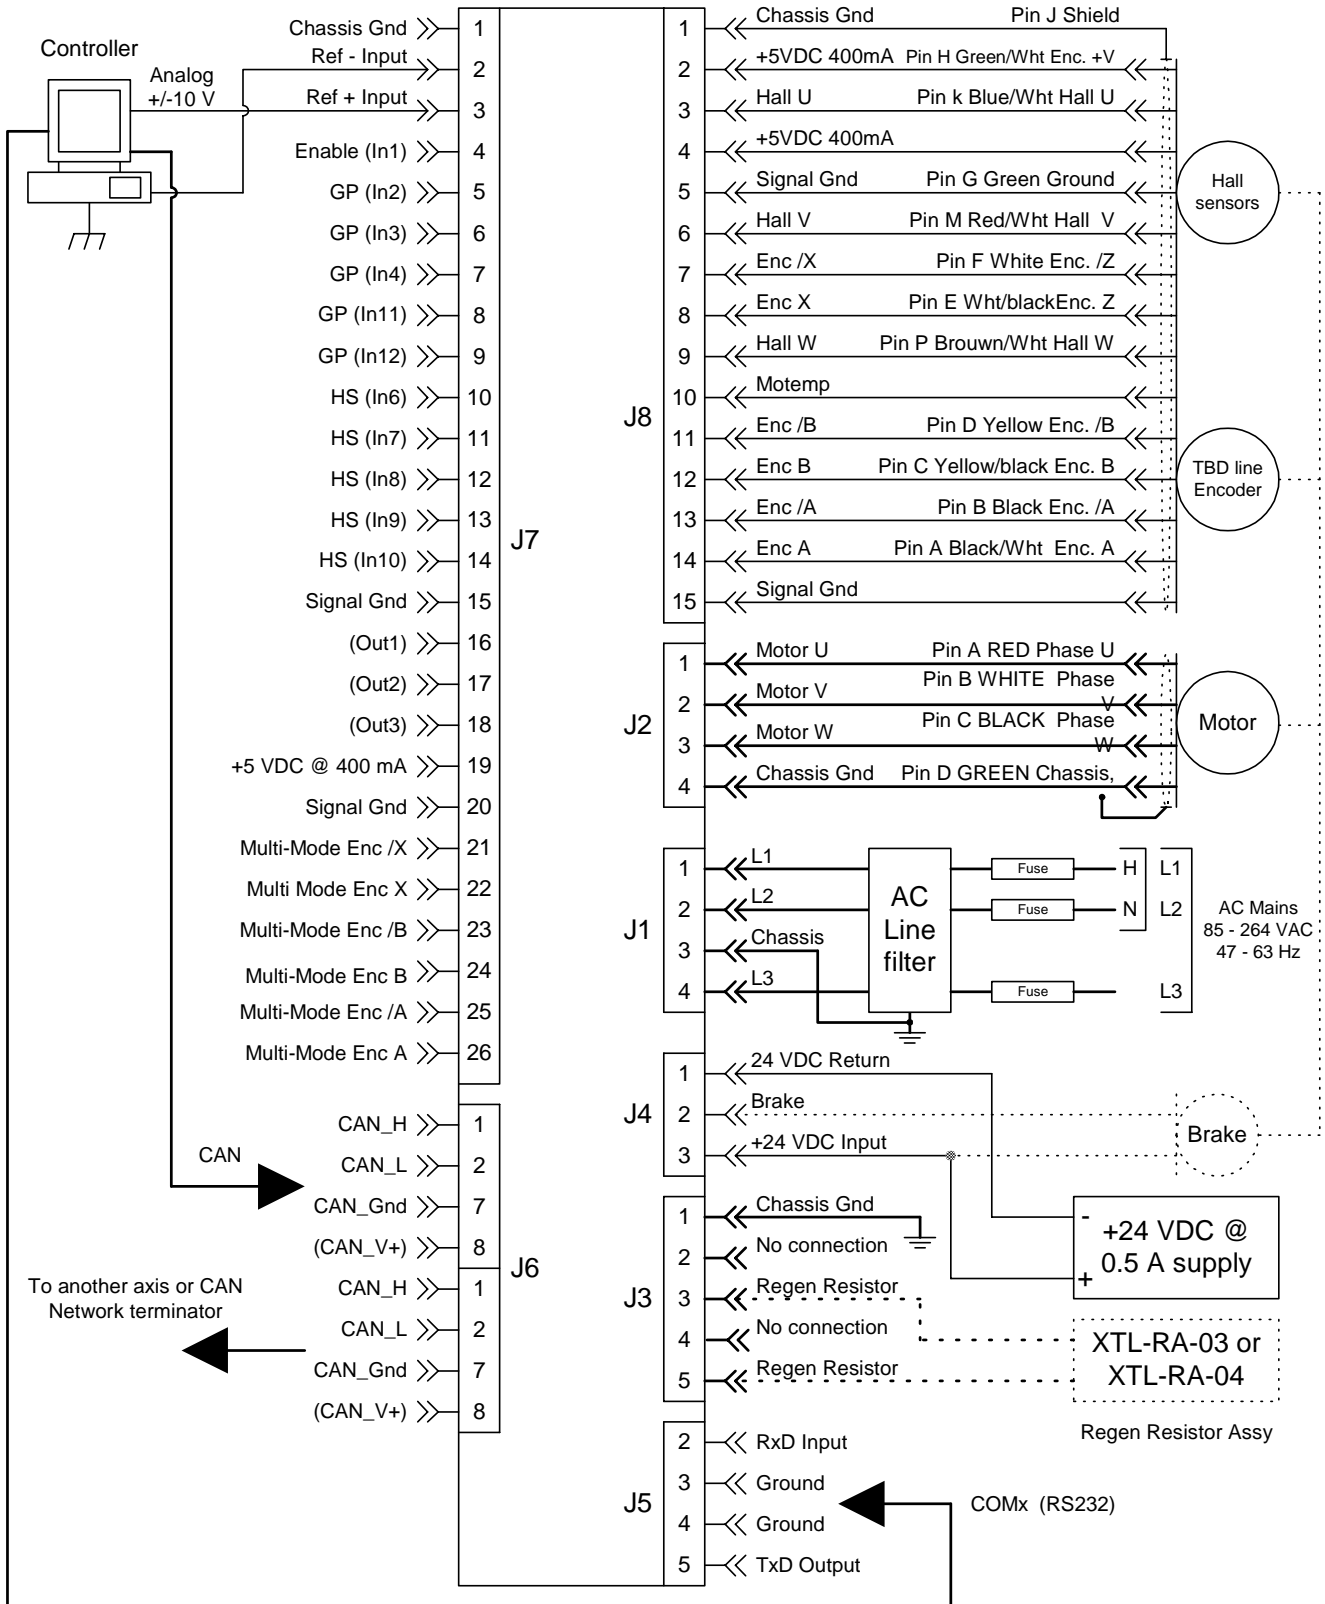 Controller
Analog
+/-10 V
Chassis Gnd 1
Ref - Input 2
Ref + Input 3
Enable (In1) 4
GP (In2) 5
GP (In3) 6
GP (In4) 7
GP (In11) 8
GP (In12) 9
HS (In6) 10
HS (In7) 11
HS (In8) 12
HS (In9) 13
HS (In10) 14
Signal Gnd 15
(Out1) 16
(Out2) 17
(Out3) 18
+5 VDC @ 400 mA 19
Signal Gnd 20
Multi-Mode Enc /X 21
Multi Mode Enc X 22
Multi-Mode Enc /B 23
Multi-Mode Enc B 24
Multi-Mode Enc /A 25
Multi-Mode Enc A 26
J7
CAN
CAN_H 1
CAN_L 2
CAN_Gnd 7
(CAN_V+) 8
J6
To another axis or CAN
Network terminator
CAN_H 1
CAN_L 2
CAN_Gnd 7
(CAN_V+) 8
J8
1 Chassis Gnd Pin J Shield
2 +5VDC 400mA Pin H Green/Wht Enc. +V
3 Hall U Pin k Blue/Wht Hall U
4 +5VDC 400mA
5 Signal Gnd Pin G Green Ground
6 Hall V Pin M Red/Wht Hall V
7 Enc /X Pin F White Enc. /Z
8 Enc X Pin E Wht/blackEnc. Z
9 Hall W Pin P Brouwn/Wht Hall W
10 Motemp
11 Enc /B Pin D Yellow Enc. /B
12 Enc B Pin C Yellow/black Enc. B
13 Enc /A Pin B Black Enc. /A
14 Enc A Pin A Black/Wht Enc. A
15 Signal Gnd
Hall
sensors
TBD line
Encoder
J2
1 Motor U Pin A RED Phase U
2 Motor V Pin B WHITE Phase
V
3 Motor W Pin C BLACK Phase
W
4 Chassis Gnd Pin D GREEN Chassis,
Motor
J1
1 L1
2 L2
3 Chassis
4 L3
AC
Line
filter
Fuse H L1
Fuse N L2
Fuse L3
AC Mains
85 - 264 VAC
47 - 63 Hz
J4
1 24 VDC Return
2 Brake
3 +24 VDC Input
Brake
-
+
+24 VDC @
0.5 A supply
J3
1 Chassis Gnd
2 No connection
3 Regen Resistor
4 No connection
5 Regen Resistor
XTL-RA-03 or
XTL-RA-04
Regen Resistor Assy
J5
2 RxD Input
3 Ground
4 Ground
5 TxD Output
COMx (RS232)